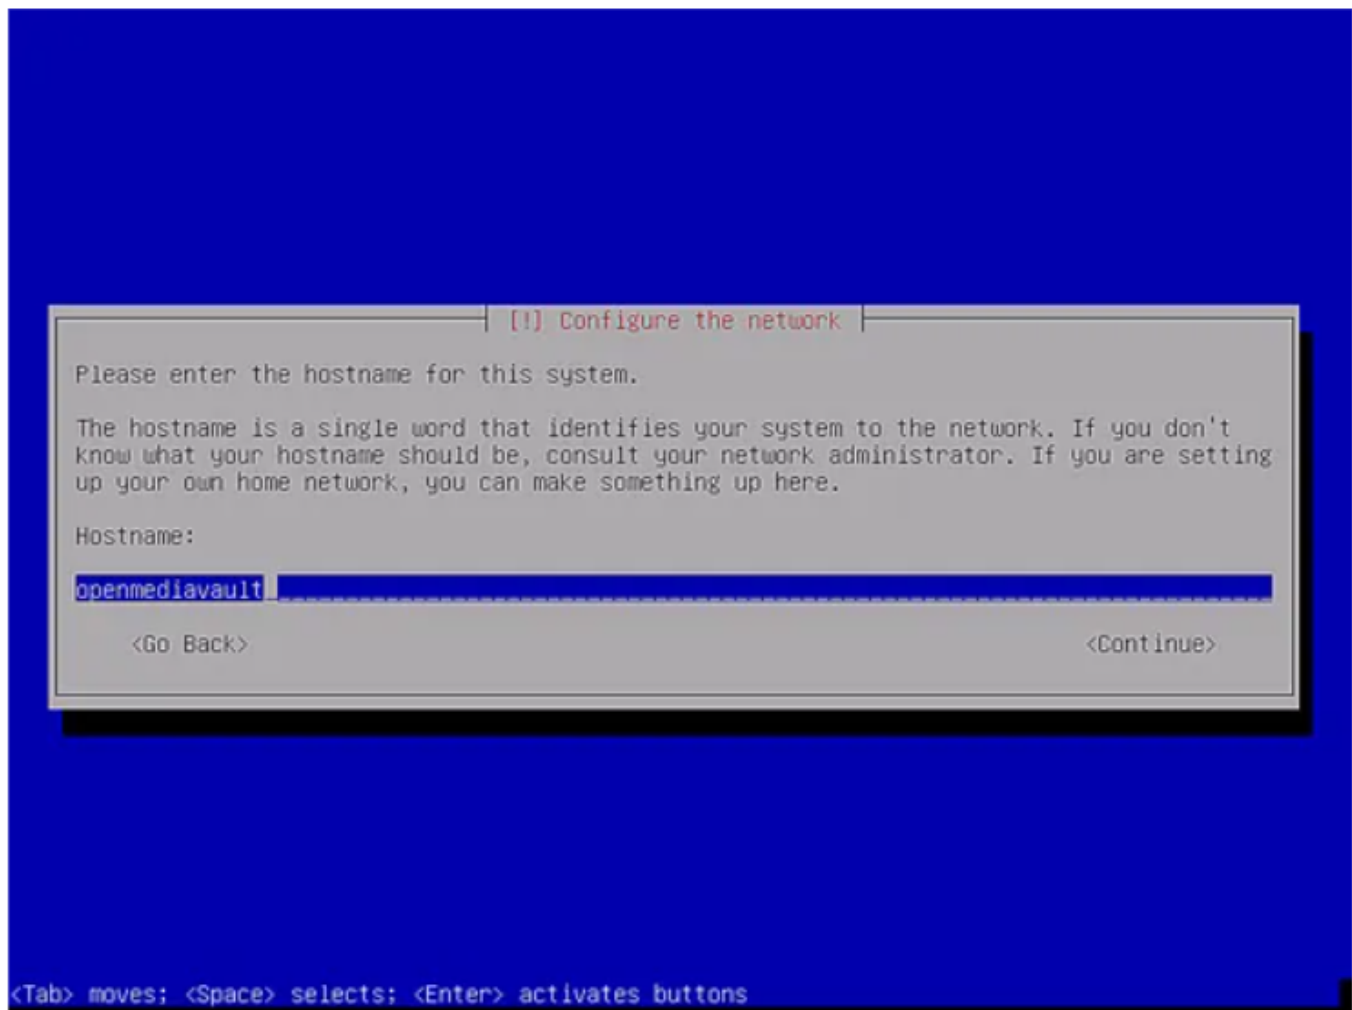 [!] Configure the network
Please enter the hostname for this system.
The hostname is a single word that identifies your system to the network. If you don't
know what your hostname should be, consult your network administrator. If you are setting
up your own home network, you can make something up here.
Hostname:
openmediavault
<Go Back> <Continue>
<Tab> moves; <Space> selects; <Enter> activates buttons